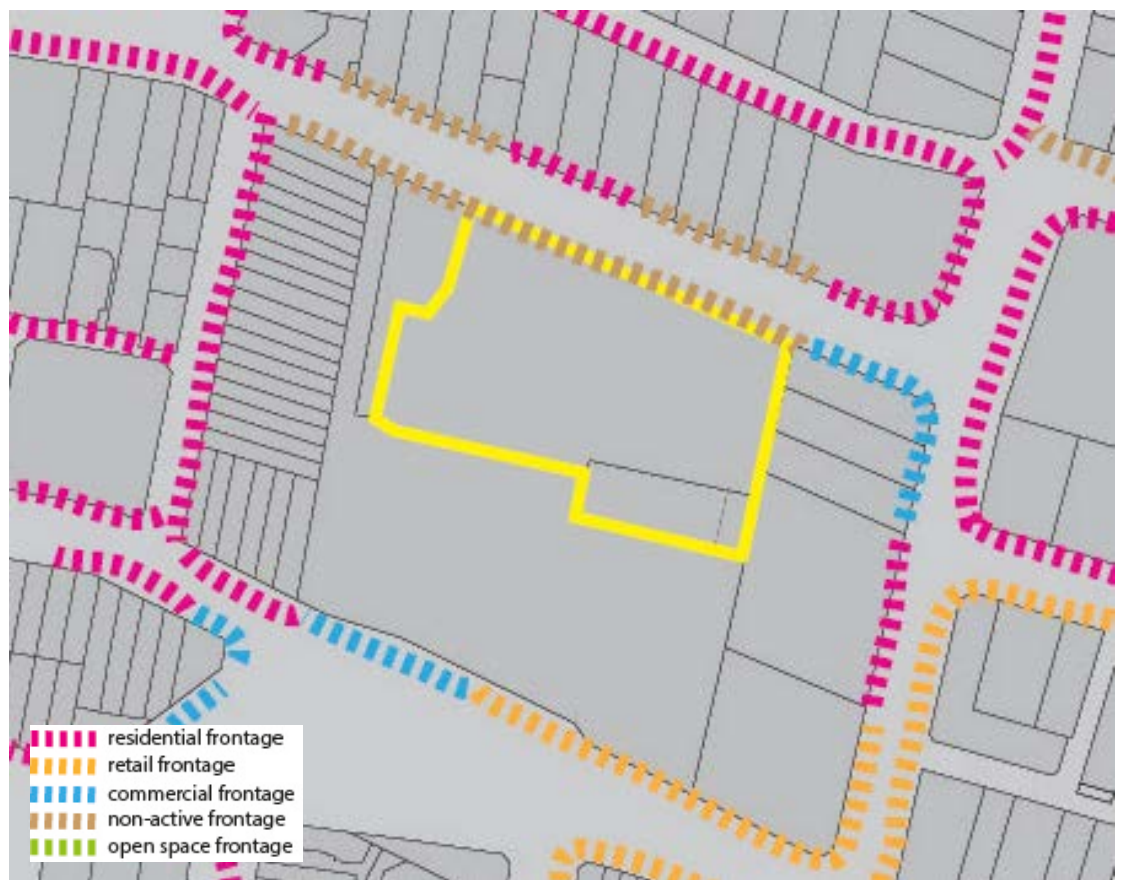 residential frontage
retail frontage
commercial frontage
non-active frontage
open space frontage